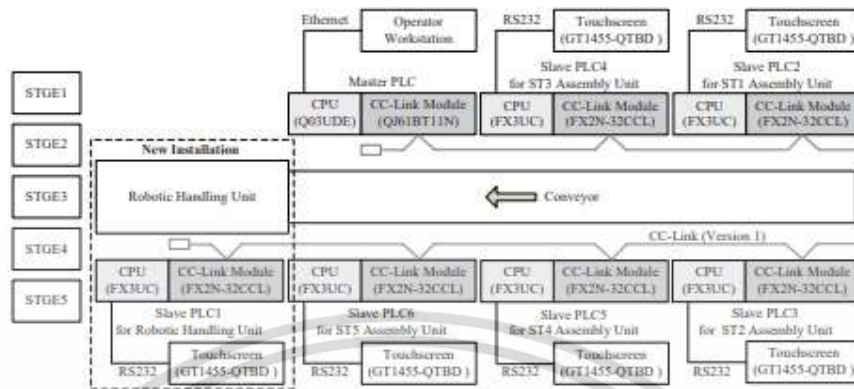 Ethernet
Operator
Workstation
RS232
Touchscreen
(GT1455-QTBD )
RS232
Touchscreen
(GT1455-QTBD )
Master PLC
Slave PLC4
for ST3 Assembly Unit
Slave PLC2
for ST1 Assembly Unit
CPU
(Q03UDE)
CC-Link Module
(QJ61BT11N)
CPU
(FX3UC)
CC-Link Module
(FX2N-32CCL)
CPU
(FX3UC)
CC-Link Module
(FX2N-32CCL)
STGE1
STGE2
STGE3
STGE4
STGE5
New Installation
Robotic Handling Unit
Conveyor
CC-Link (Version 1)
CPU
(FX3UC)
CC-Link Module
(FX2N-32CCL)
CPU
(FX3UC)
CC-Link Module
(FX2N-32CCL)
CPU
(FX3UC)
CC-Link Module
(FX2N-32CCL)
CPU
(FX3UC)
CC-Link Module
(FX2N-32CCL)
Slave PLC1
for Robotic Handling Unit
Slave PLC6
for ST5 Assembly Unit
Slave PLC5
for ST4 Assembly Unit
Slave PLC3
for ST2 Assembly Unit
RS232
Touchscreen
(GT1455-QTBD )
RS232
Touchscreen
(GT1455-QTBD )
RS232
Touchscreen
(GT1455-QTBD )
RS232
Touchscreen
(GT1455-QTBD )